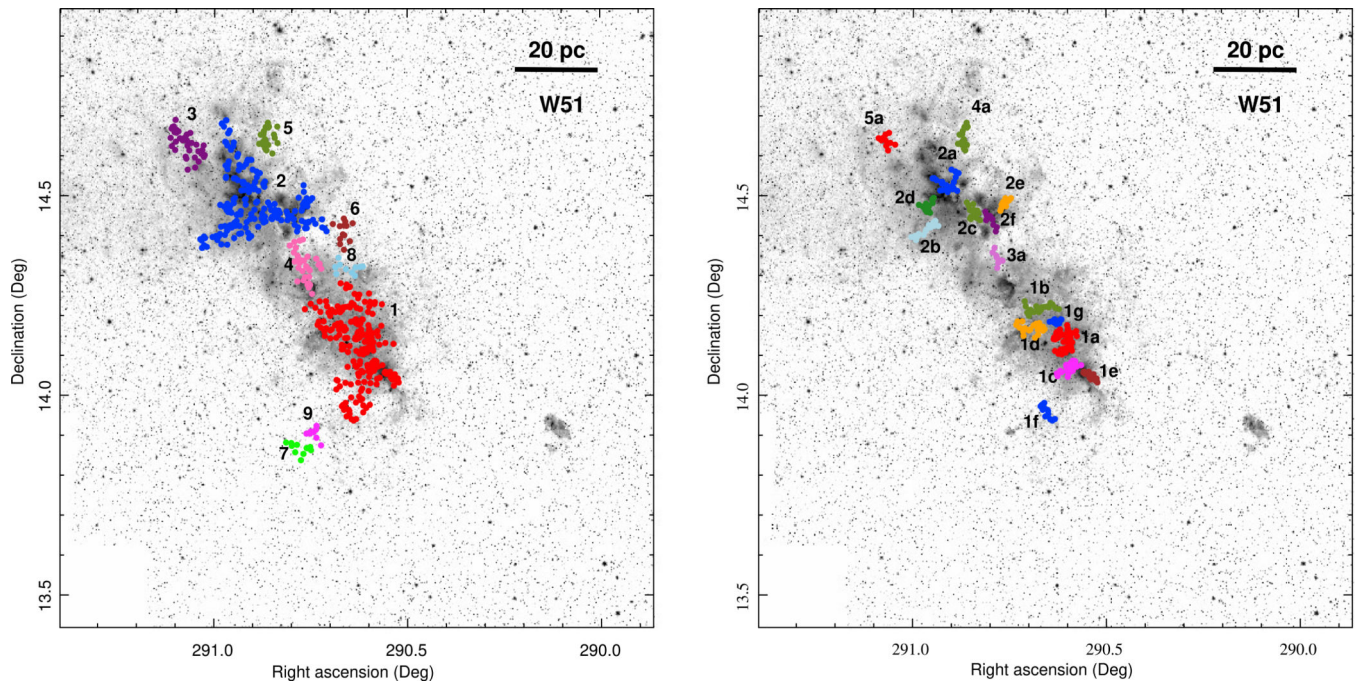 20 pc
W51
3
5
2
6
8
4
1
9
7
14.5
14.0
13.5
Declination (Deg)
291.0
290.5
290.0
Right ascension (Deg)
20 pc
W51
4a
5a
2a
2d
2e
2c
2f
2b
3a
1b
1g
1a
1d
1c
1e
1f
14.5
14.0
13.5
Declination (Deg)
291.0
290.5
290.0
Right ascension (Deg)